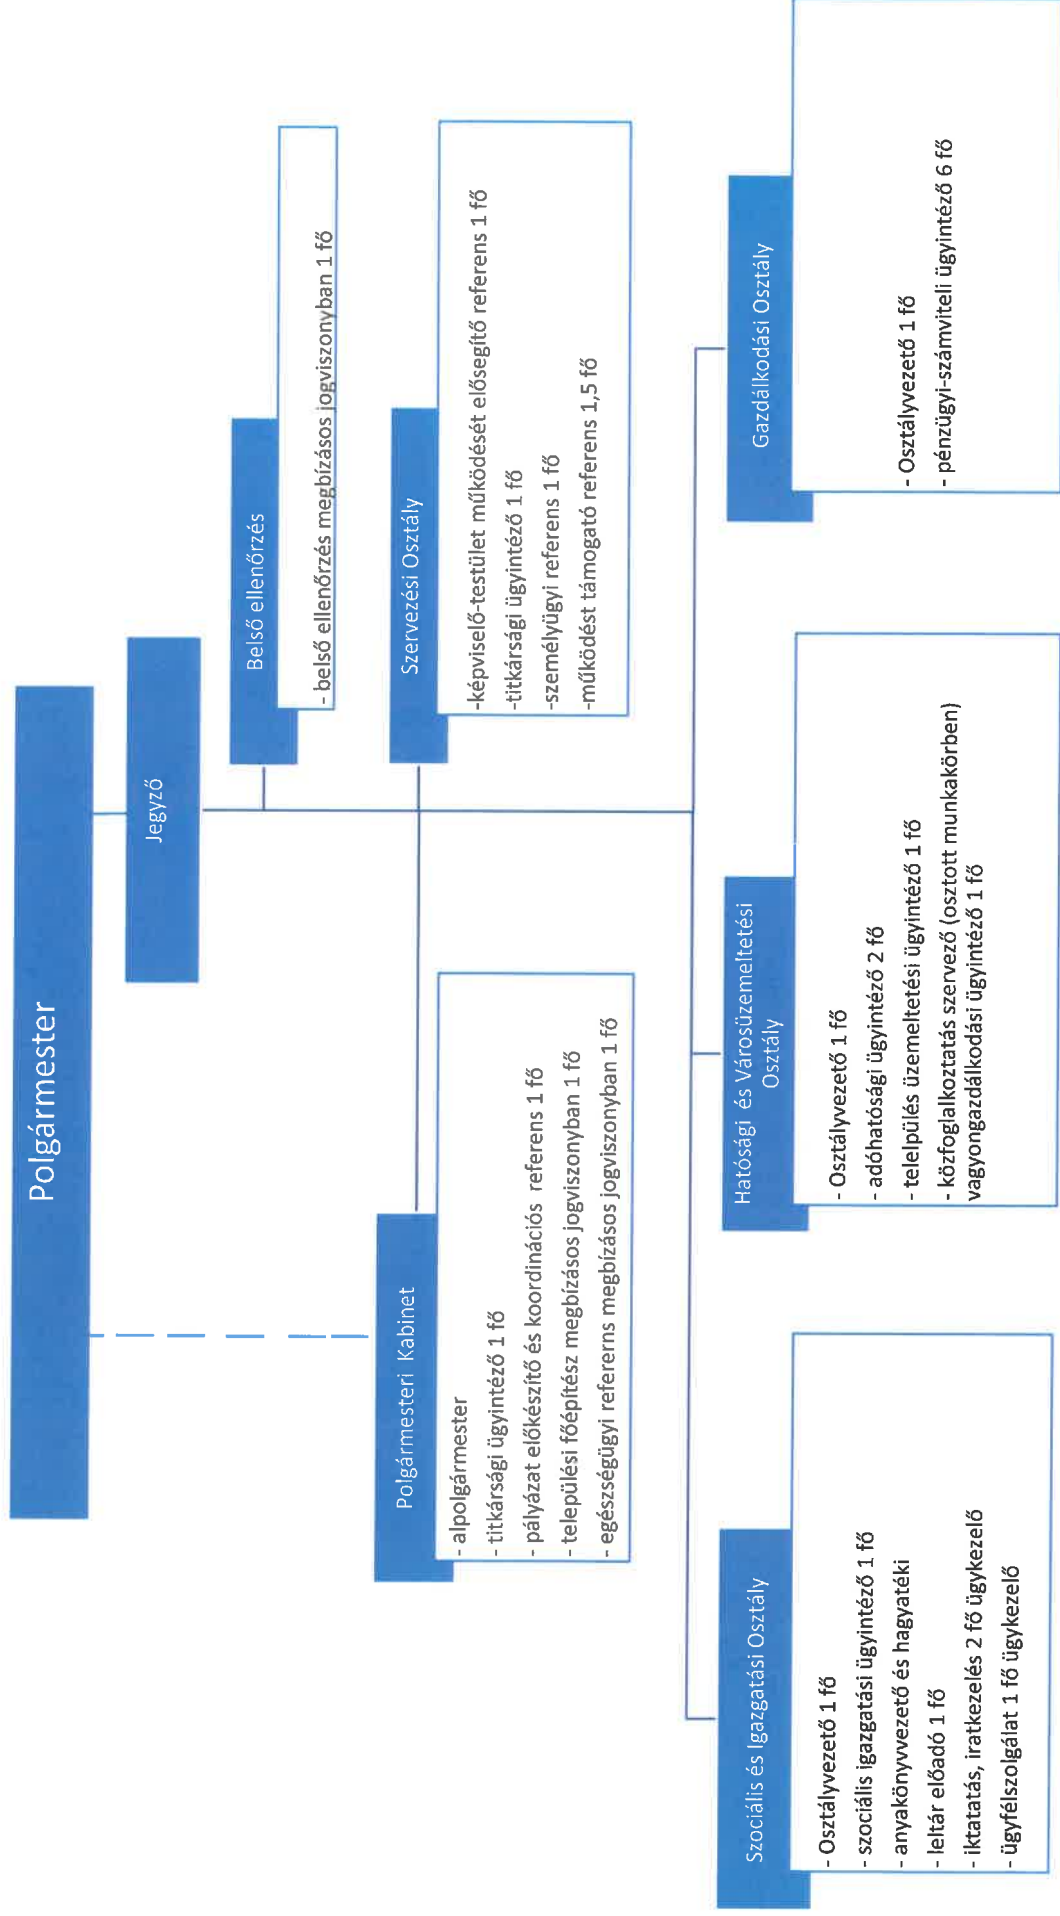 Polgármester
Jegyző
Belső ellenőrzés
- belső ellenőrzés megbízásos jogviszonyban 1 fő
Polgármesteri Kabinet
- alpolgármester
- titkársági ügyintéző 1 fő
- pályázat előkészítő és koordinációs referens 1 fő
- települési főépítész megbízásos jogviszonyban 1 fő
- egészségügyi refererns megbízásos jogviszonyban 1 fő
Szervezési Osztály
-képviselő-testület működését elősegítő referens 1 fő
-titkársági ügyintéző 1 fő
-személyügyi referens 1 fő
-működést támogató referens 1,5 fő
Szociális és Igazgatási Osztály
- Osztályvezető 1 fő
- szociális igazgatási ügyintéző 1 fő
- anyakönyvvezető és hagyatéki
- leltár előadó 1 fő
- iktatás, iratkezelés 2 fő ügykezelő
- ügyfélszolgálat 1 fő ügykezelő
Hatósági és Városüzemeltetési
Osztály
- Osztályvezető 1 fő
- adóhatósági ügyintéző 2 fő
- telelpülés üzemeltetési ügyintéző 1 fő
- közfoglalkoztatás szervező (osztott munkakörben)
vagyongazdálkodási ügyintéző 1 fő
Gazdálkodási Osztály
- Osztályvezető 1 fő
- pénzügyi-számviteli ügyintéző 6 fő